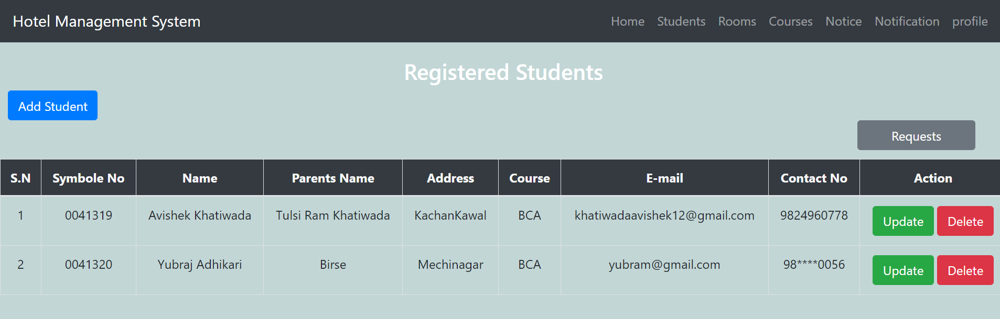 Hotel Management System Home Students Rooms Courses Notice Notification profile
Registered Students
Add Student
Requests
S.N Symbole No Name Parents Name Address Course E-mail Contact No Action
1 0041319 Avishek Khatiwada Tulsi Ram Khatiwada KachanKawal BCA khatiwadaavishek12@gmail.com 9824960778 Update Delete
2 0041320 Yubraj Adhikari Birse Mechinagar BCA yubram@gmail.com 98****0056 Update Delete